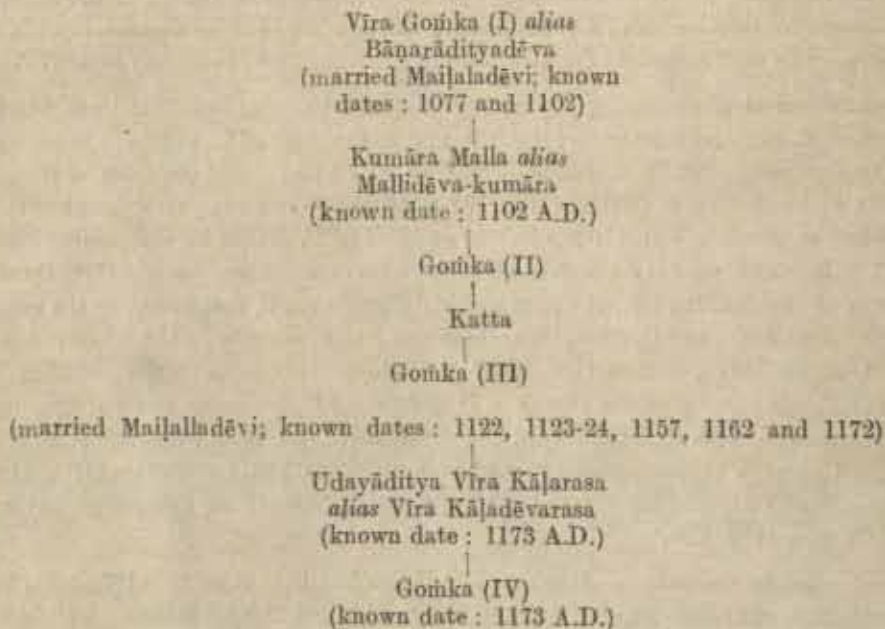 Vīra Goṁka (I) alias
Bāṇarādityadēva
(married Maiḷaladēvi; known
dates : 1077 and 1102)
Kumāra Malla alias
Mallidēva-kumāra
(known date : 1102 A.D.)
Goṁka (II)
Katta
Goṁka (III)
(married Maiḷalladēvi; known dates : 1122, 1123-24, 1157, 1162 and 1172)
Udayāditya Vīra Kāḷarasa
alias Vīra Kāḷadēvarasa
(known date : 1173 A.D.)
Goṁka (IV)
(known date : 1173 A.D.)